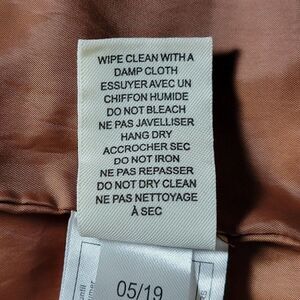 WIPE CLEAN WITH A
DAMP CLOTH
ESSUYER AVEC UN
CHIFFON HUMIDE
DO NOT BLEACH
NE PAS JAVELLISER
HANG DRY
ACCROCHER SEC
DO NOT IRON
NE PAS REPASSER
DO NOT DRY CLEAN
NE PAS NETTOYAGE
À SEC
05/19